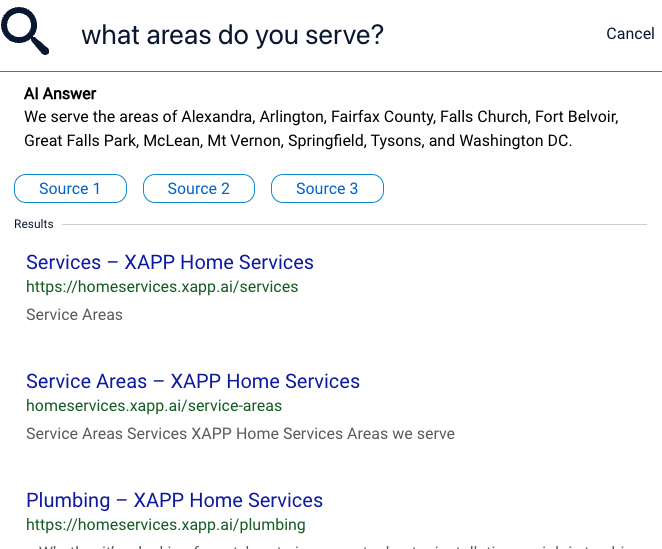 what areas do you serve?
Cancel
AI Answer
We serve the areas of Alexandra, Arlington, Fairfax County, Falls Church, Fort Belvoir,
Great Falls Park, McLean, Mt Vernon, Springfield, Tysons, and Washington DC.
Source 1 Source 2 Source 3
Results
Services – XAPP Home Services
https://homeservices.xapp.ai/services
Service Areas
Service Areas – XAPP Home Services
homeservices.xapp.ai/service-areas
Service Areas Services XAPP Home Services Areas we serve
Plumbing – XAPP Home Services
https://homeservices.xapp.ai/plumbing